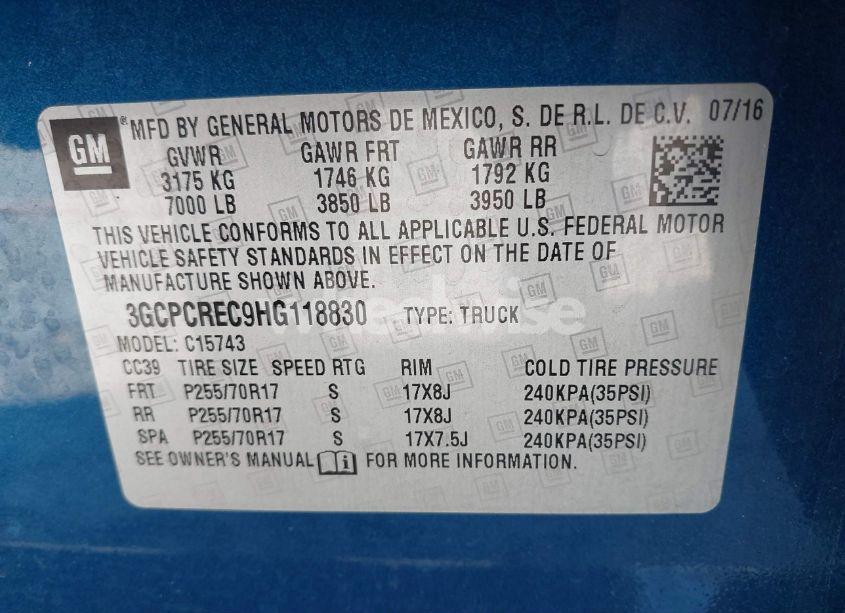 GM
®MFD BY GENERAL MOTORS DE MEXICO, S. DE R.L. DE C.V. 07/16
GVWR GAWR FRT GAWR RR
3175 KG 1746 KG 1792 KG
7000 LB 3850 LB 3950 LB
THIS VEHICLE CONFORMS TO ALL APPLICABLE U.S. FEDERAL MOTOR
VEHICLE SAFETY STANDARDS IN EFFECT ON THE DATE OF
MANUFACTURE SHOWN ABOVE.
3GCPCREC9HG118830 TYPE: TRUCK
MODEL: C15743
CC39 TIRE SIZE SPEED RTG RIM COLD TIRE PRESSURE
FRT P255/70R17 S 17X8J 240KPA(35PSI)
RR P255/70R17 S 17X8J 240KPA(35PSI)
SPA P255/70R17 S 17X7.5J 240KPA(35PSI)
SEE OWNER'S MANUAL FOR MORE INFORMATION.